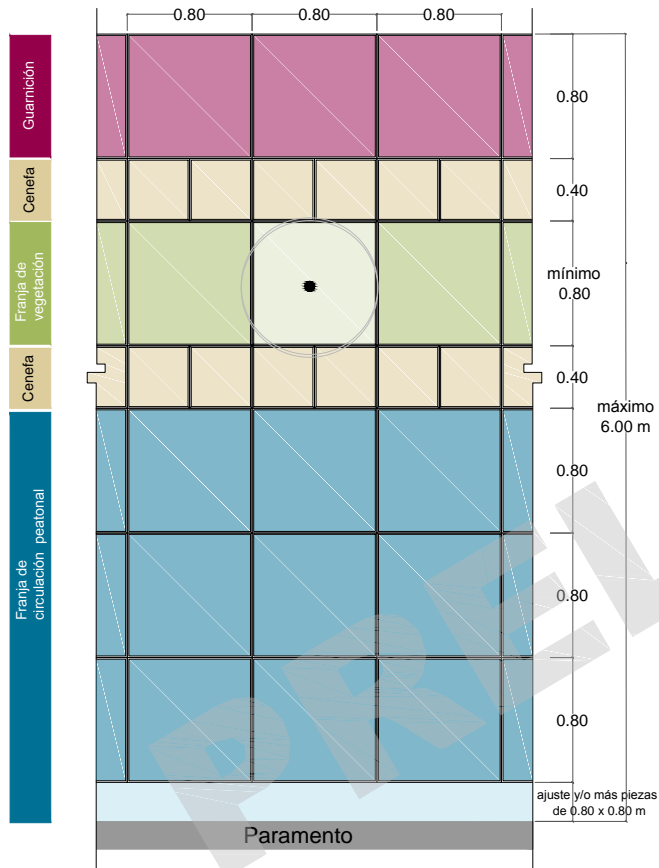 0.80 0.80 0.80
Guarnición
0.80
Cenefa
0.40
Franja de
vegetación
mínimo
0.80
Cenefa
0.40
máximo
6.00 m
0.80
Franja de
circulación peatonal
0.80
0.80
ajuste y/o más piezas
de 0.80 x 0.80 m
Paramento
PREL